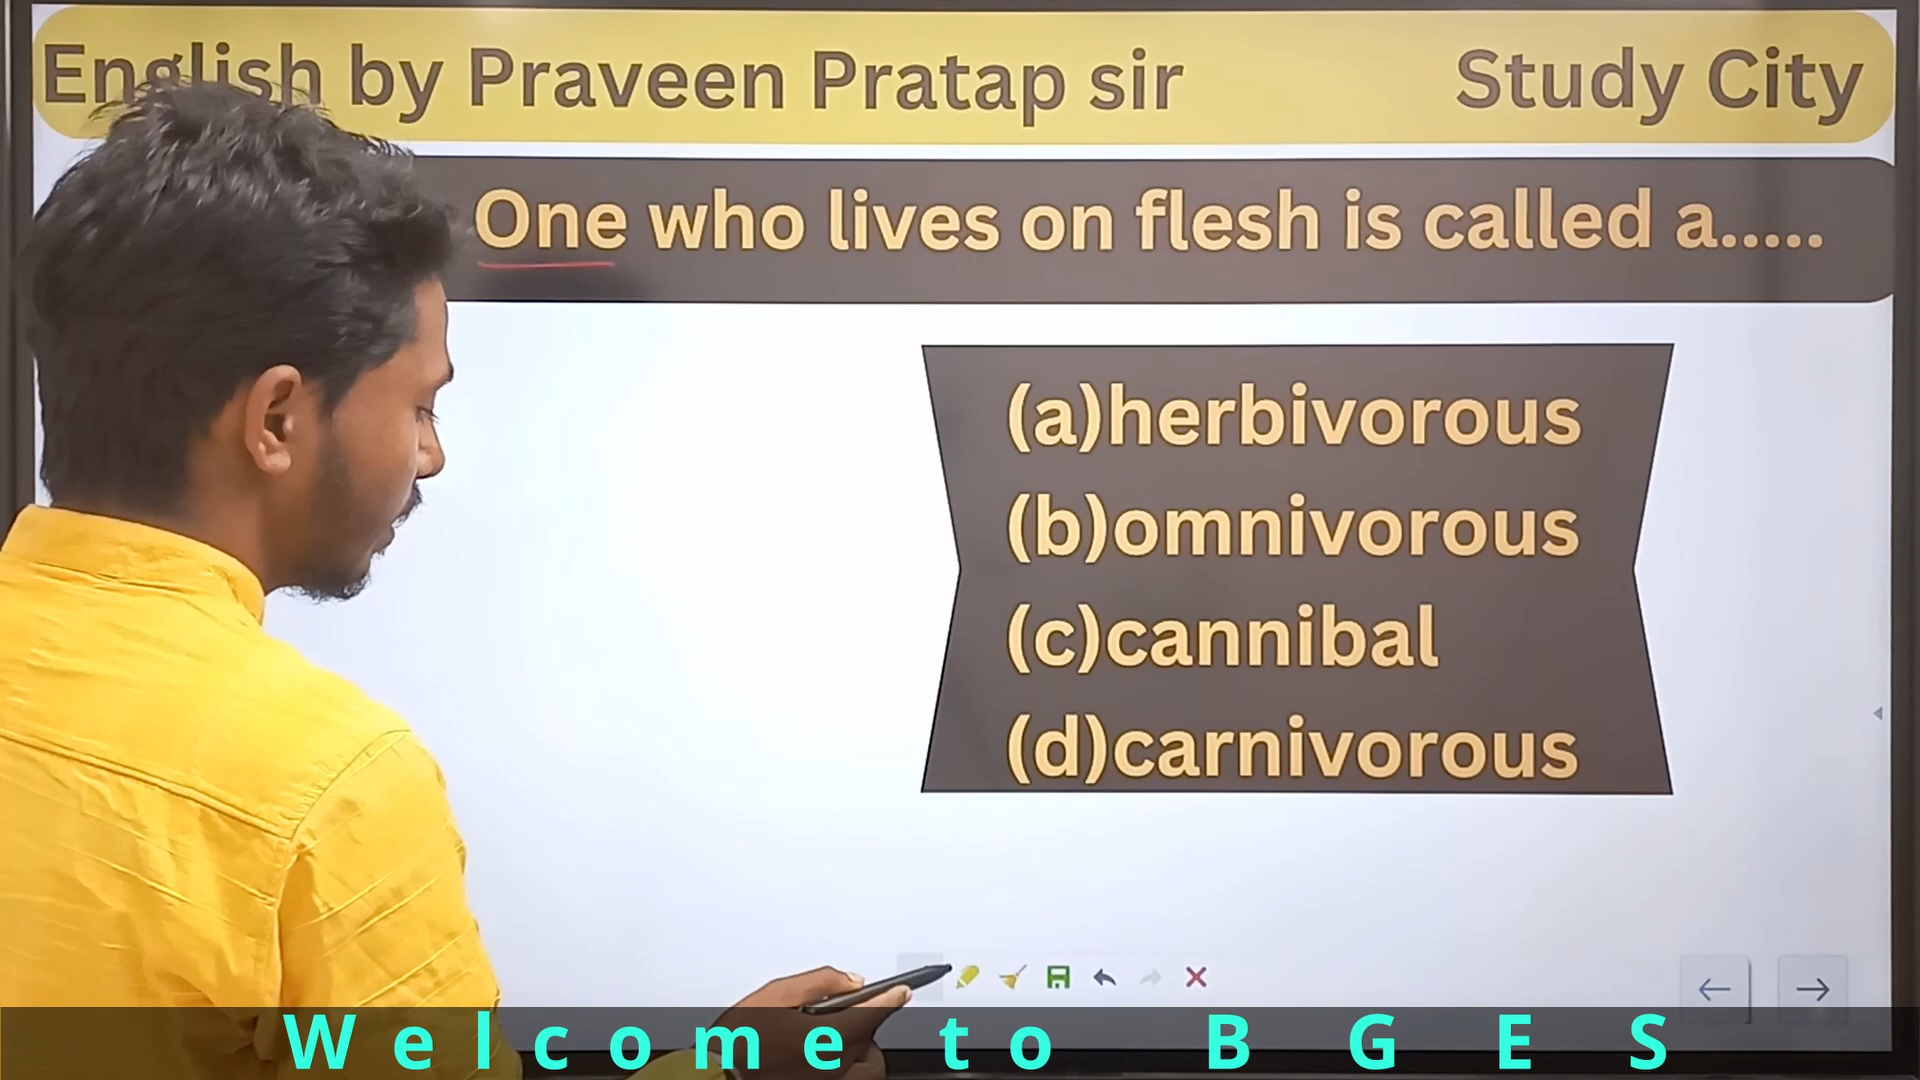 English by Praveen Pratap sir
Study City
One who lives on flesh is called a.....
(a)herbivorous
(b)omnivorous
(c)cannibal
(d)carnivorous
Welcome to BGES